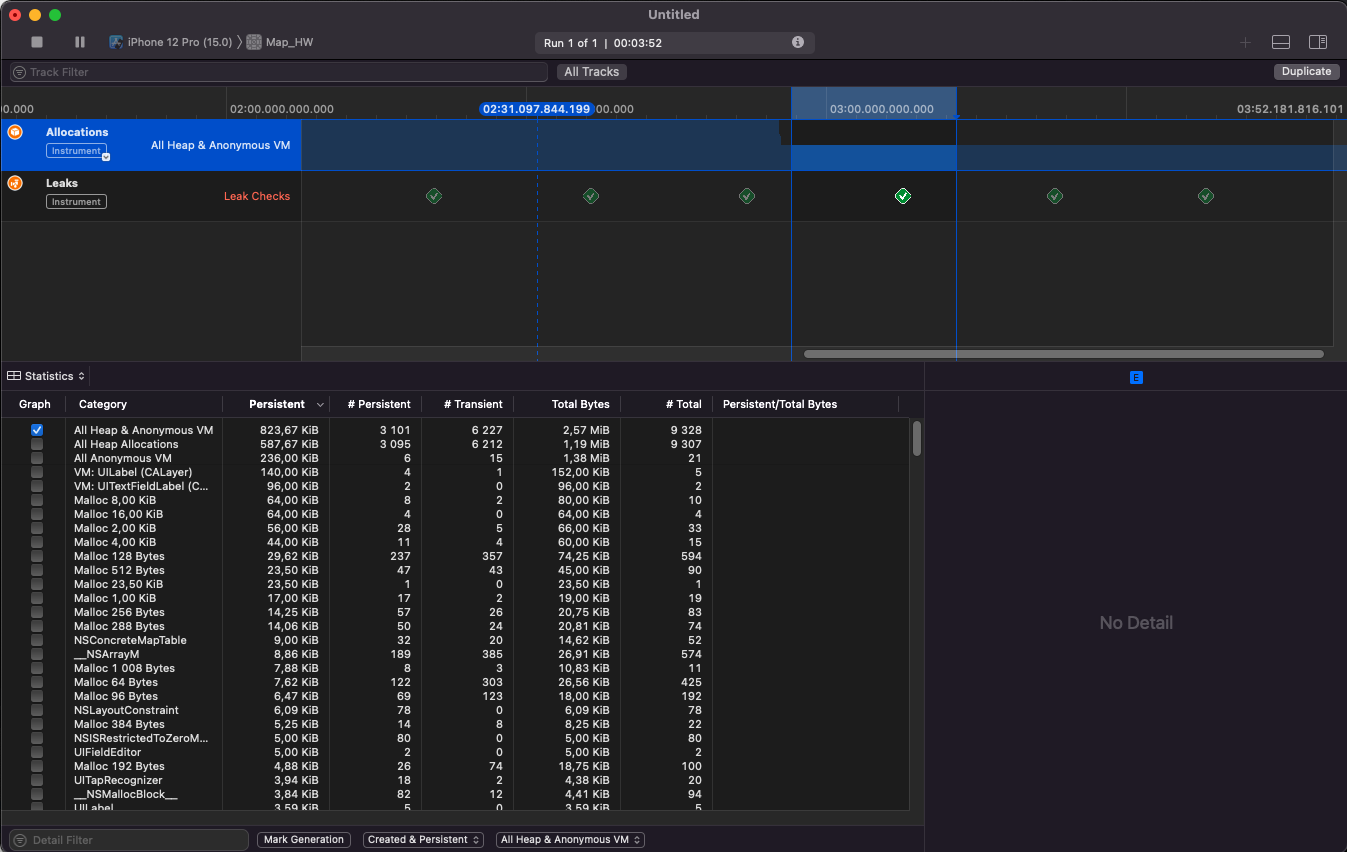 Untitled
iPhone 12 Pro (15.0) Map_HW Run 1 of 1 | 00:03:52
Track Filter All Tracks Duplicate
0.000 02:00.000.000.000 02:31.097.844.199 00.000 03:00.000.000.000 03:52.181.816.101
Allocations
Instrument All Heap & Anonymous VM
Leaks
Instrument Leak Checks
Statistics E
Graph Category Persistent # Persistent # Transient Total Bytes # Total Persistent/Total Bytes
All Heap & Anonymous VM 823,67 KiB 3 101 6 227 2,57 MiB 9 328
All Heap Allocations 587,67 KiB 3 095 6 212 1,19 MiB 9 307
All Anonymous VM 236,00 KiB 6 15 1,38 MiB 21
VM: UILabel (CALayer) 140,00 KiB 4 1 152,00 KiB 5
VM: UITextFieldLabel (C... 96,00 KiB 2 0 96,00 KiB 2
Malloc 8,00 KiB 64,00 KiB 8 2 80,00 KiB 10
Malloc 16,00 KiB 64,00 KiB 4 0 64,00 KiB 4
Malloc 2,00 KiB 56,00 KiB 28 5 66,00 KiB 33
Malloc 4,00 KiB 44,00 KiB 11 4 60,00 KiB 15
Malloc 128 Bytes 29,62 KiB 237 357 74,25 KiB 594
Malloc 512 Bytes 23,50 KiB 47 43 45,00 KiB 90
Malloc 23,50 KiB 23,50 KiB 1 0 23,50 KiB 1
Malloc 1,00 KiB 17,00 KiB 17 2 19,00 KiB 19
Malloc 256 Bytes 14,25 KiB 57 26 20,75 KiB 83
Malloc 288 Bytes 14,06 KiB 50 24 20,81 KiB 74
NSConcreteMapTable 9,00 KiB 32 20 14,62 KiB 52
__NSArrayM 8,86 KiB 189 385 26,91 KiB 574
Malloc 1 008 Bytes 7,88 KiB 8 3 10,83 KiB 11
Malloc 64 Bytes 7,62 KiB 122 303 26,56 KiB 425
Malloc 96 Bytes 6,47 KiB 69 123 18,00 KiB 192
NSLayoutConstraint 6,09 KiB 78 0 6,09 KiB 78
Malloc 384 Bytes 5,25 KiB 14 8 8,25 KiB 22
NSISRestrictedToZeroM... 5,00 KiB 80 0 5,00 KiB 80
UIFieldEditor 5,00 KiB 2 0 5,00 KiB 2
Malloc 192 Bytes 4,88 KiB 26 74 18,75 KiB 100
UITapRecognizer 3,94 KiB 18 2 4,38 KiB 20
__NSMallocBlock__ 3,84 KiB 82 12 4,41 KiB 94
UILabel 3,59 KiB 5 0 3,59 KiB 5
No Detail
Detail Filter Mark Generation Created & Persistent All Heap & Anonymous VM